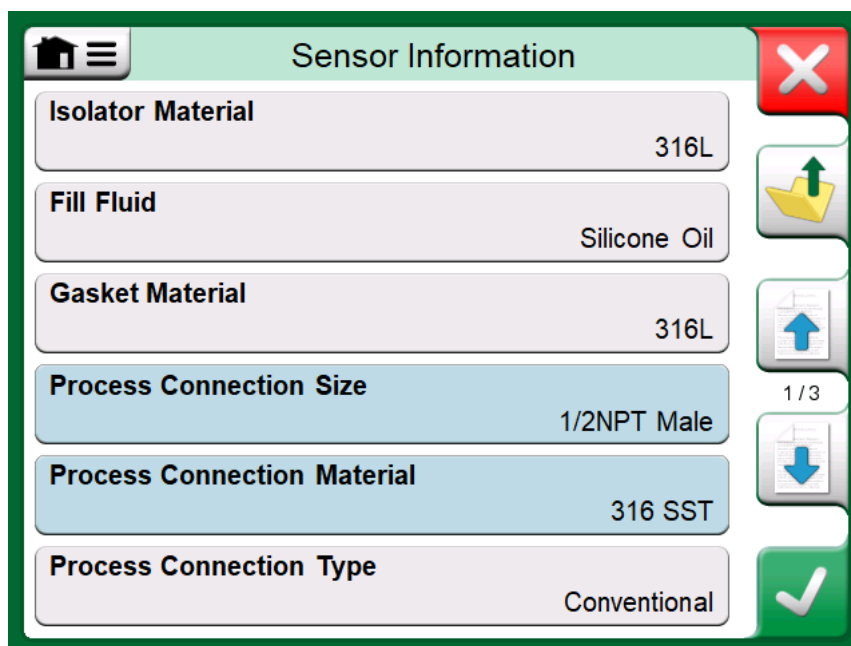 Sensor Information
Isolator Material
316L
Fill Fluid
Silicone Oil
Gasket Material
316L
Process Connection Size
1/2NPT Male
1/3
Process Connection Material
316 SST
Process Connection Type
Conventional